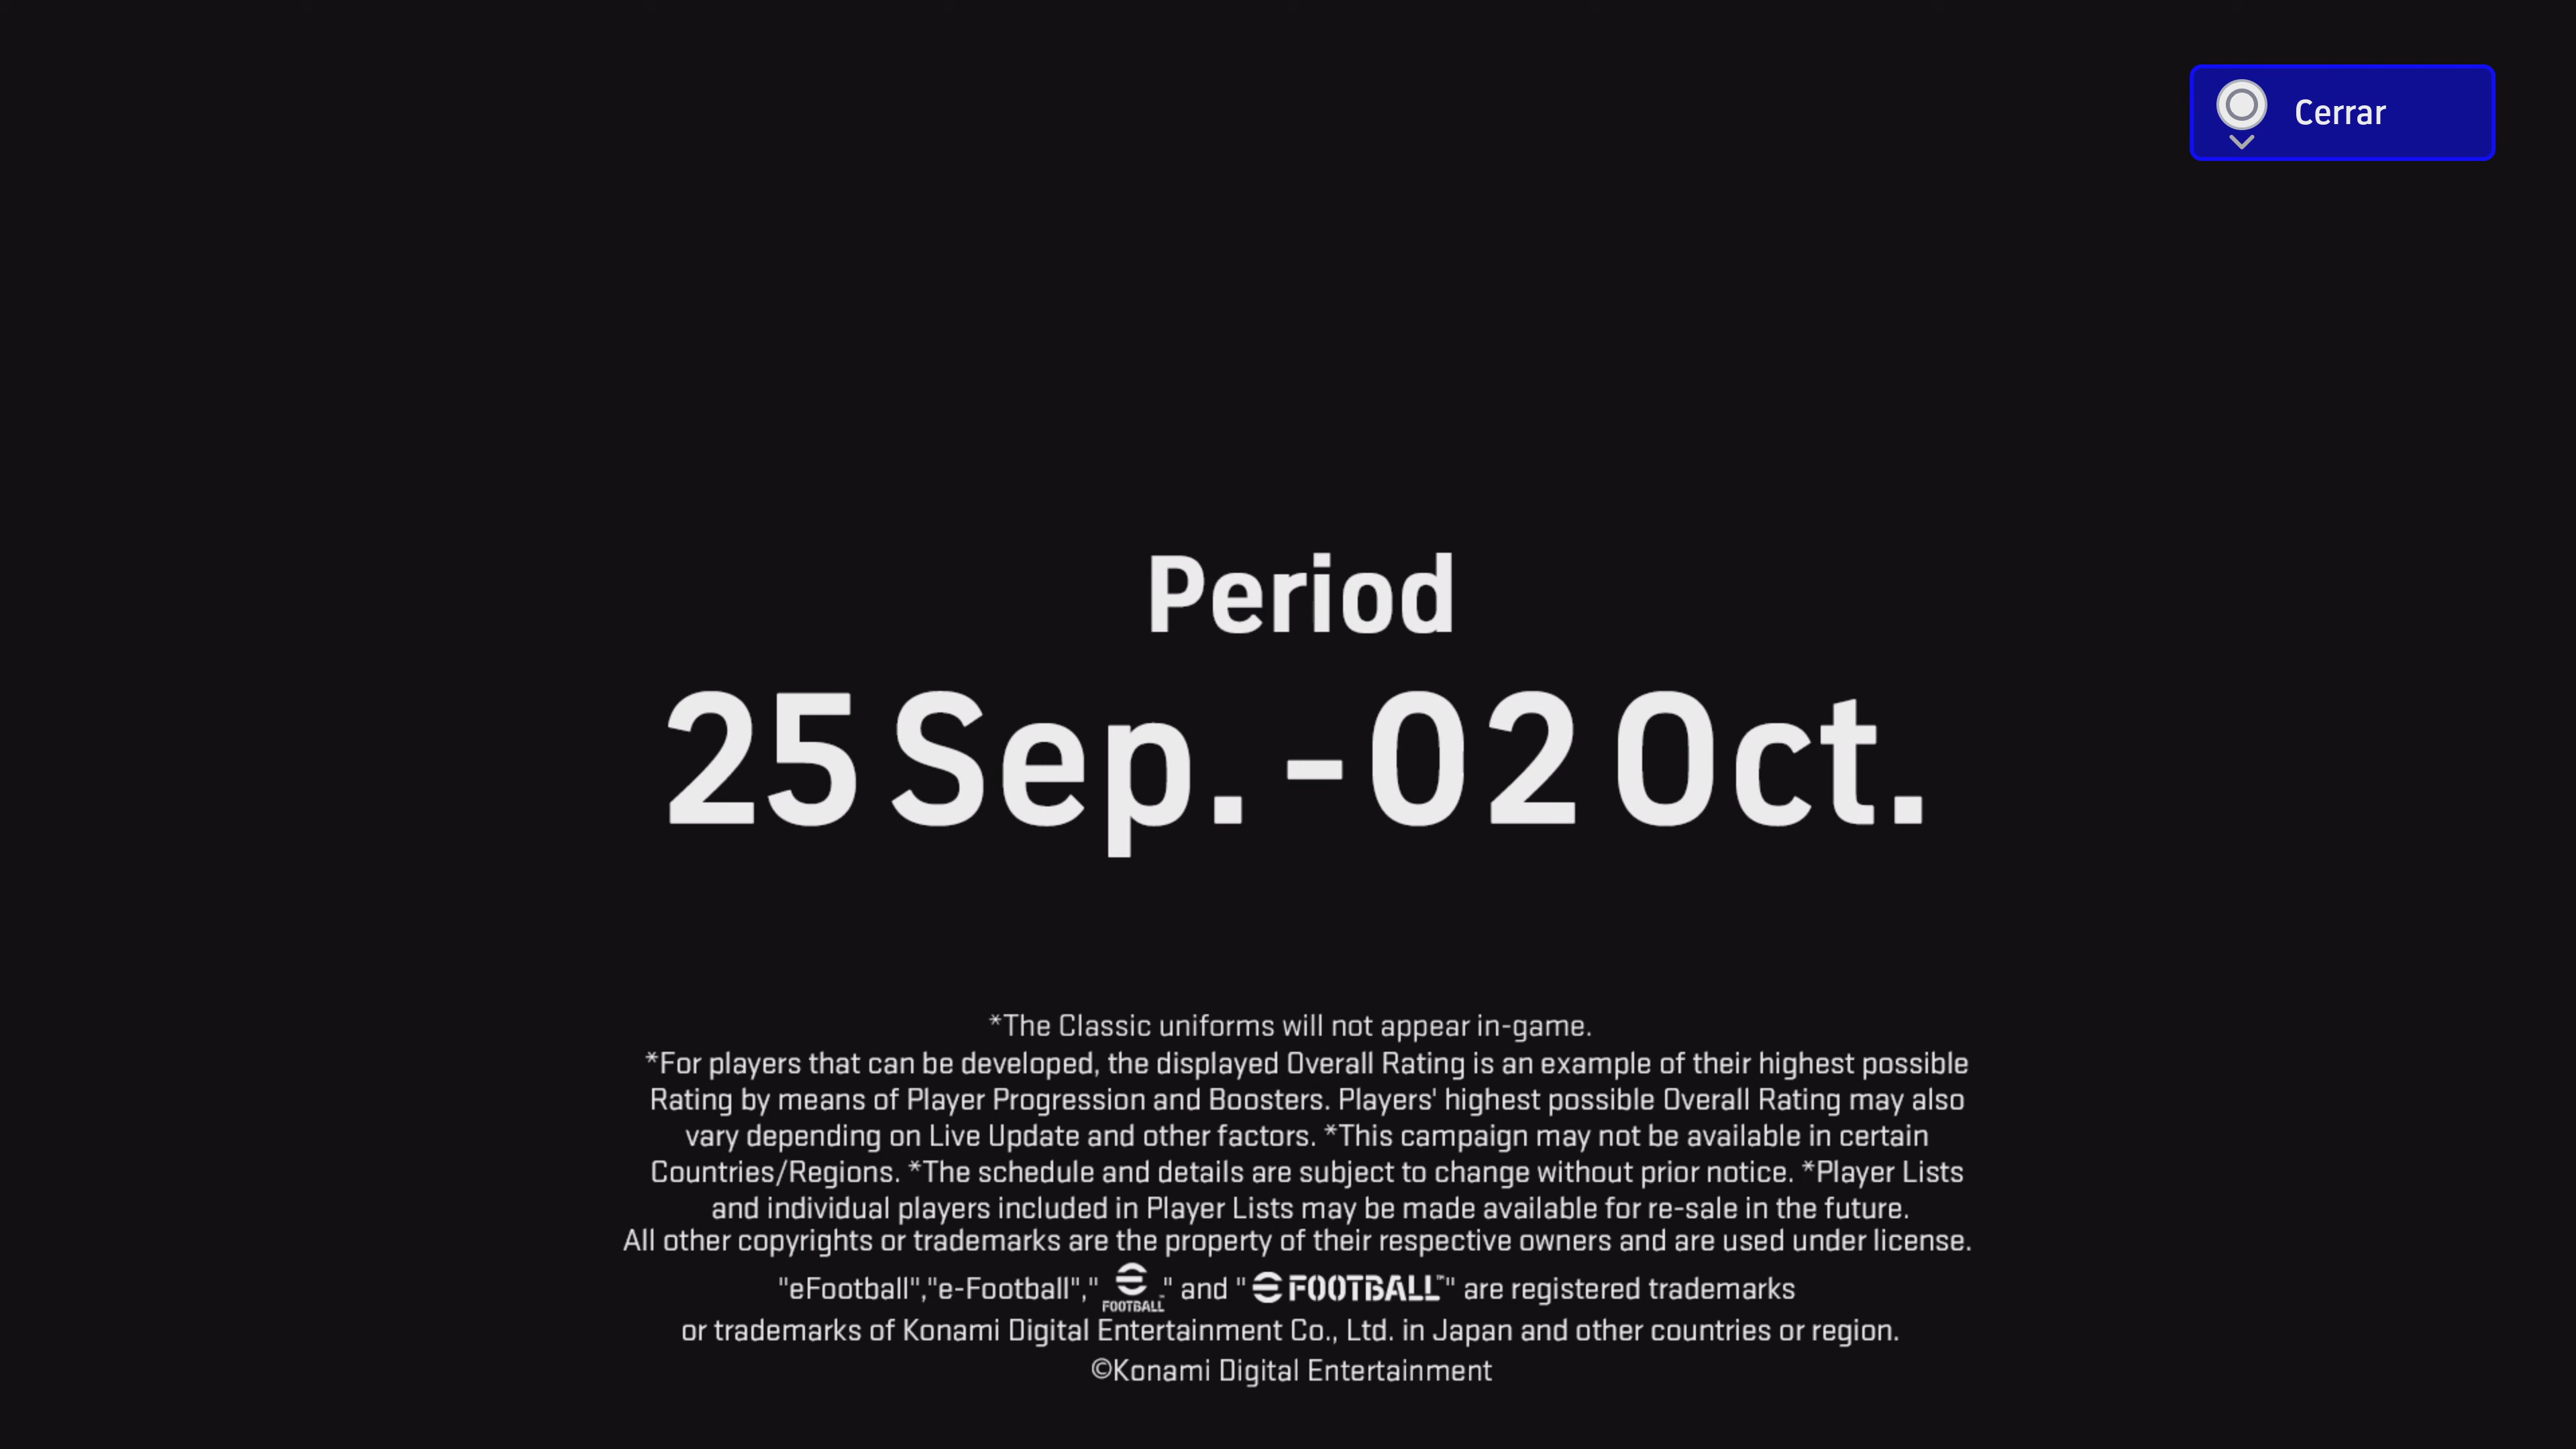 Cerrar
Period
25 Sep. - 02 Oct.
*The Classic uniforms will not appear in-game.
*For players that can be developed, the displayed Overall Rating is an example of their highest possible
Rating by means of Player Progression and Boosters. Players' highest possible Overall Rating may also
vary depending on Live Update and other factors. *This campaign may not be available in certain
Countries/Regions. *The schedule and details are subject to change without prior notice. *Player Lists
and individual players included in Player Lists may be made available for re-sale in the future.
All other copyrights or trademarks are the property of their respective owners and are used under license.
"eFootball","e-Football","e FOOTBALL™" and "e FOOTBALL™" are registered trademarks
or trademarks of Konami Digital Entertainment Co., Ltd. in Japan and other countries or region.
©Konami Digital Entertainment